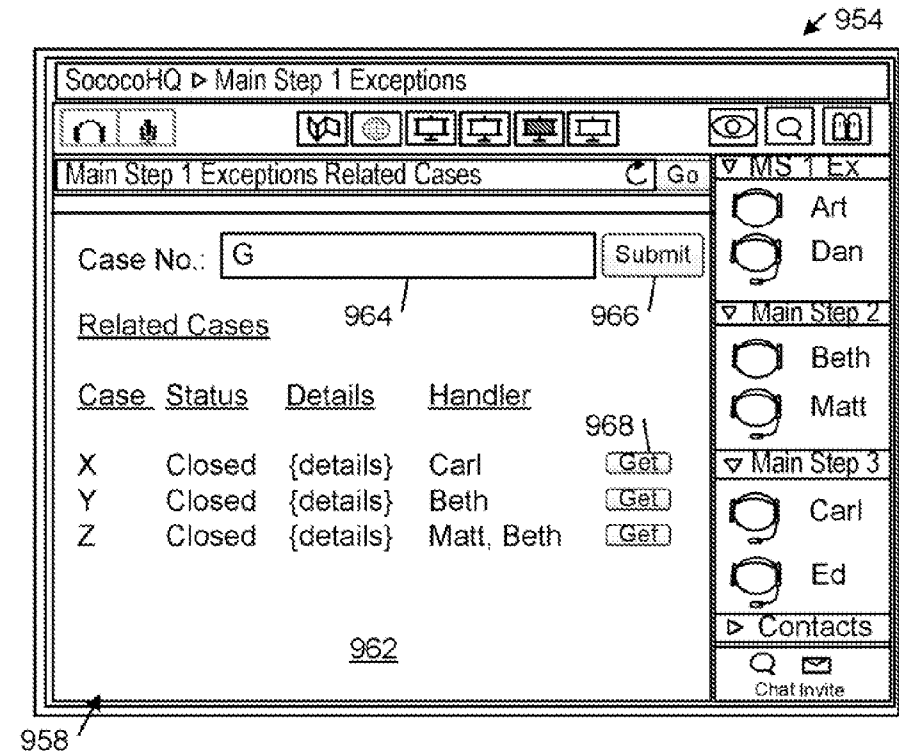 954
SococoHQ ▷ Main Step 1 Exceptions
Main Step 1 Exceptions Related Cases Go
Case No.: G Submit
964 966
Related Cases
Case Status Details Handler
968
X Closed {details} Carl Get
Y Closed {details} Beth Get
Z Closed {details} Matt, Beth Get
962
958
▽ MS 1 Ex
Art
Dan
▽ Main Step 2
Beth
Matt
▽ Main Step 3
Carl
Ed
▷ Contacts
Chat Invite